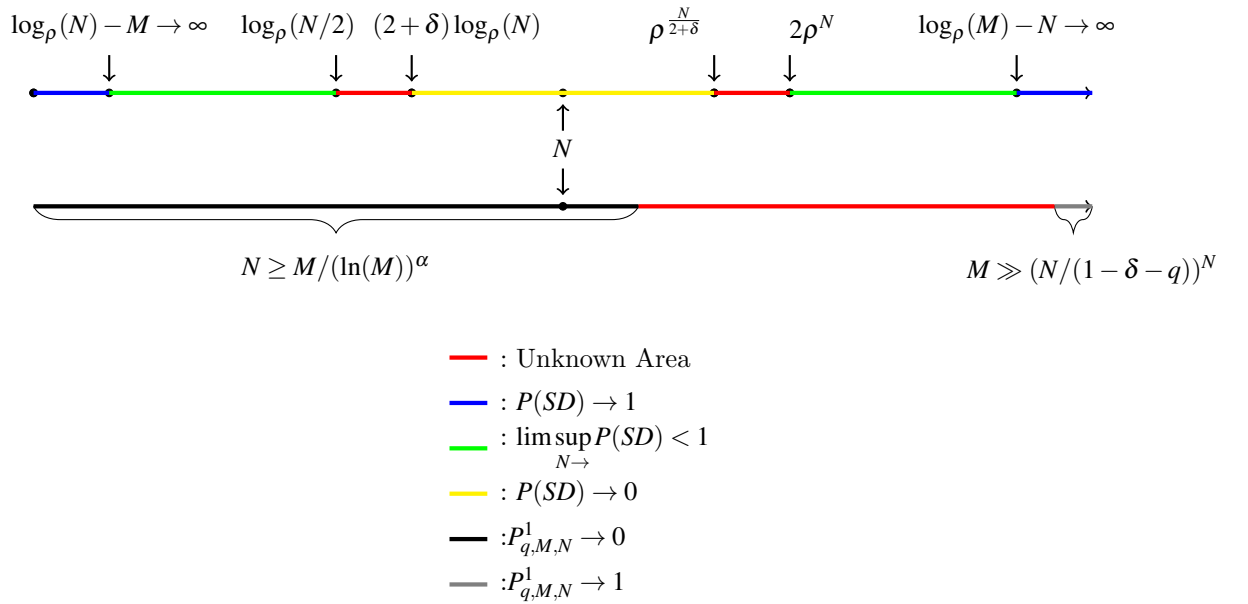 log_ρ(N) − M → ∞ log_ρ(N/2) (2 + δ) log_ρ(N) ρ^{\frac{N}{2+δ}} 2ρ^N log_ρ(M) − N → ∞
N
N ≥ M/(ln(M))^α M ≫ (N/(1 − δ − q))^N
: Unknown Area
: P(SD) → 1
: lim sup_{N→} P(SD) < 1
: P(SD) → 0
:P^1_{q,M,N} → 0
:P^1_{q,M,N} → 1